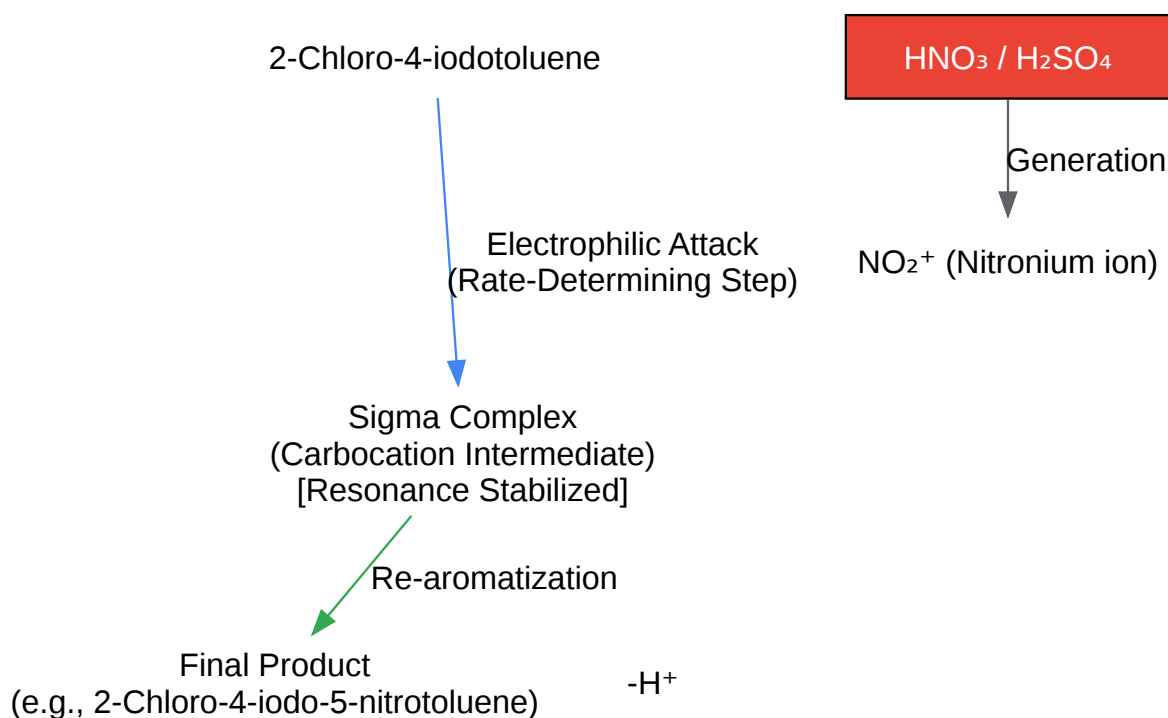 2-Chloro-4-iodotoluene
HNO₃ / H₂SO₄
Generation
Electrophilic Attack
(Rate-Determining Step)
NO₂⁺ (Nitronium ion)
Sigma Complex
(Carbocation Intermediate)
[Resonance Stabilized]
Re-aromatization
Final Product
(e.g., 2-Chloro-4-iodo-5-nitrotoluene)
-H⁺